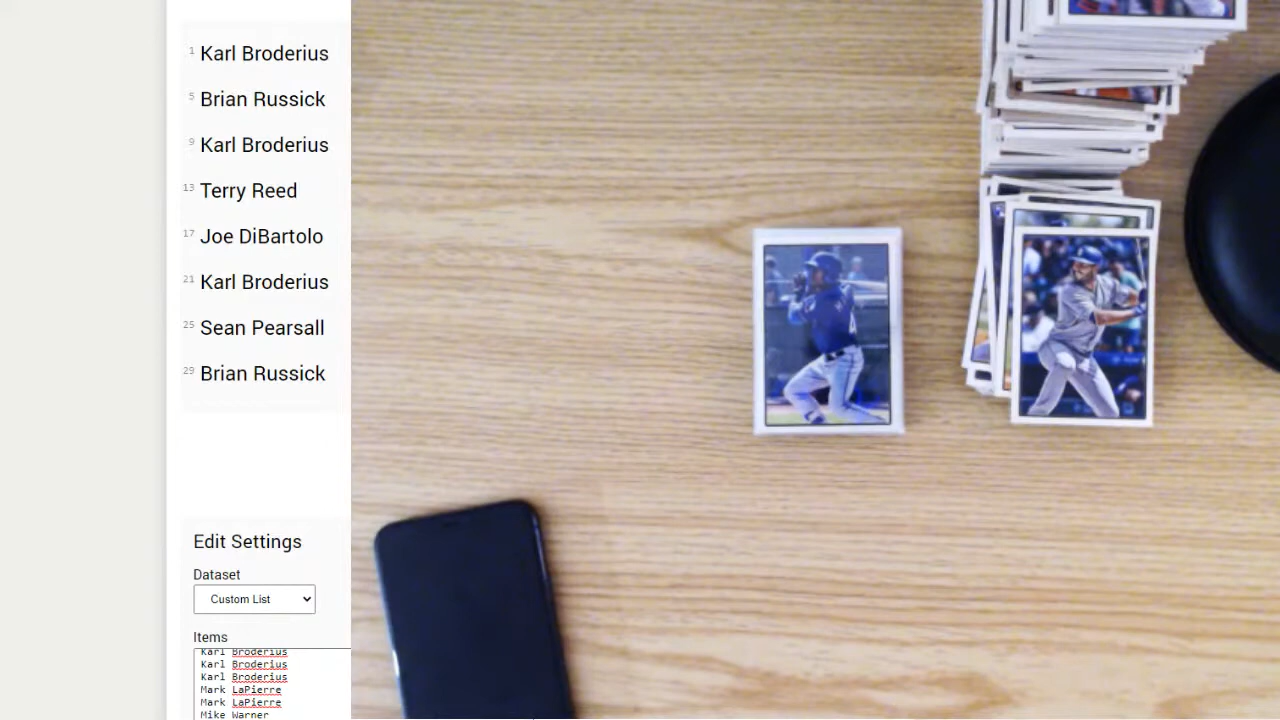 1 Karl Broderius
5 Brian Russick
9 Karl Broderius
13 Terry Reed
17 Joe DiBartolo
21 Karl Broderius
25 Sean Pearsall
29 Brian Russick
Edit Settings
Dataset
Custom List
Items
Karl Broderius
Karl Broderius
Karl Broderius
Mark LaPierre
Mark LaPierre
Mike Warner